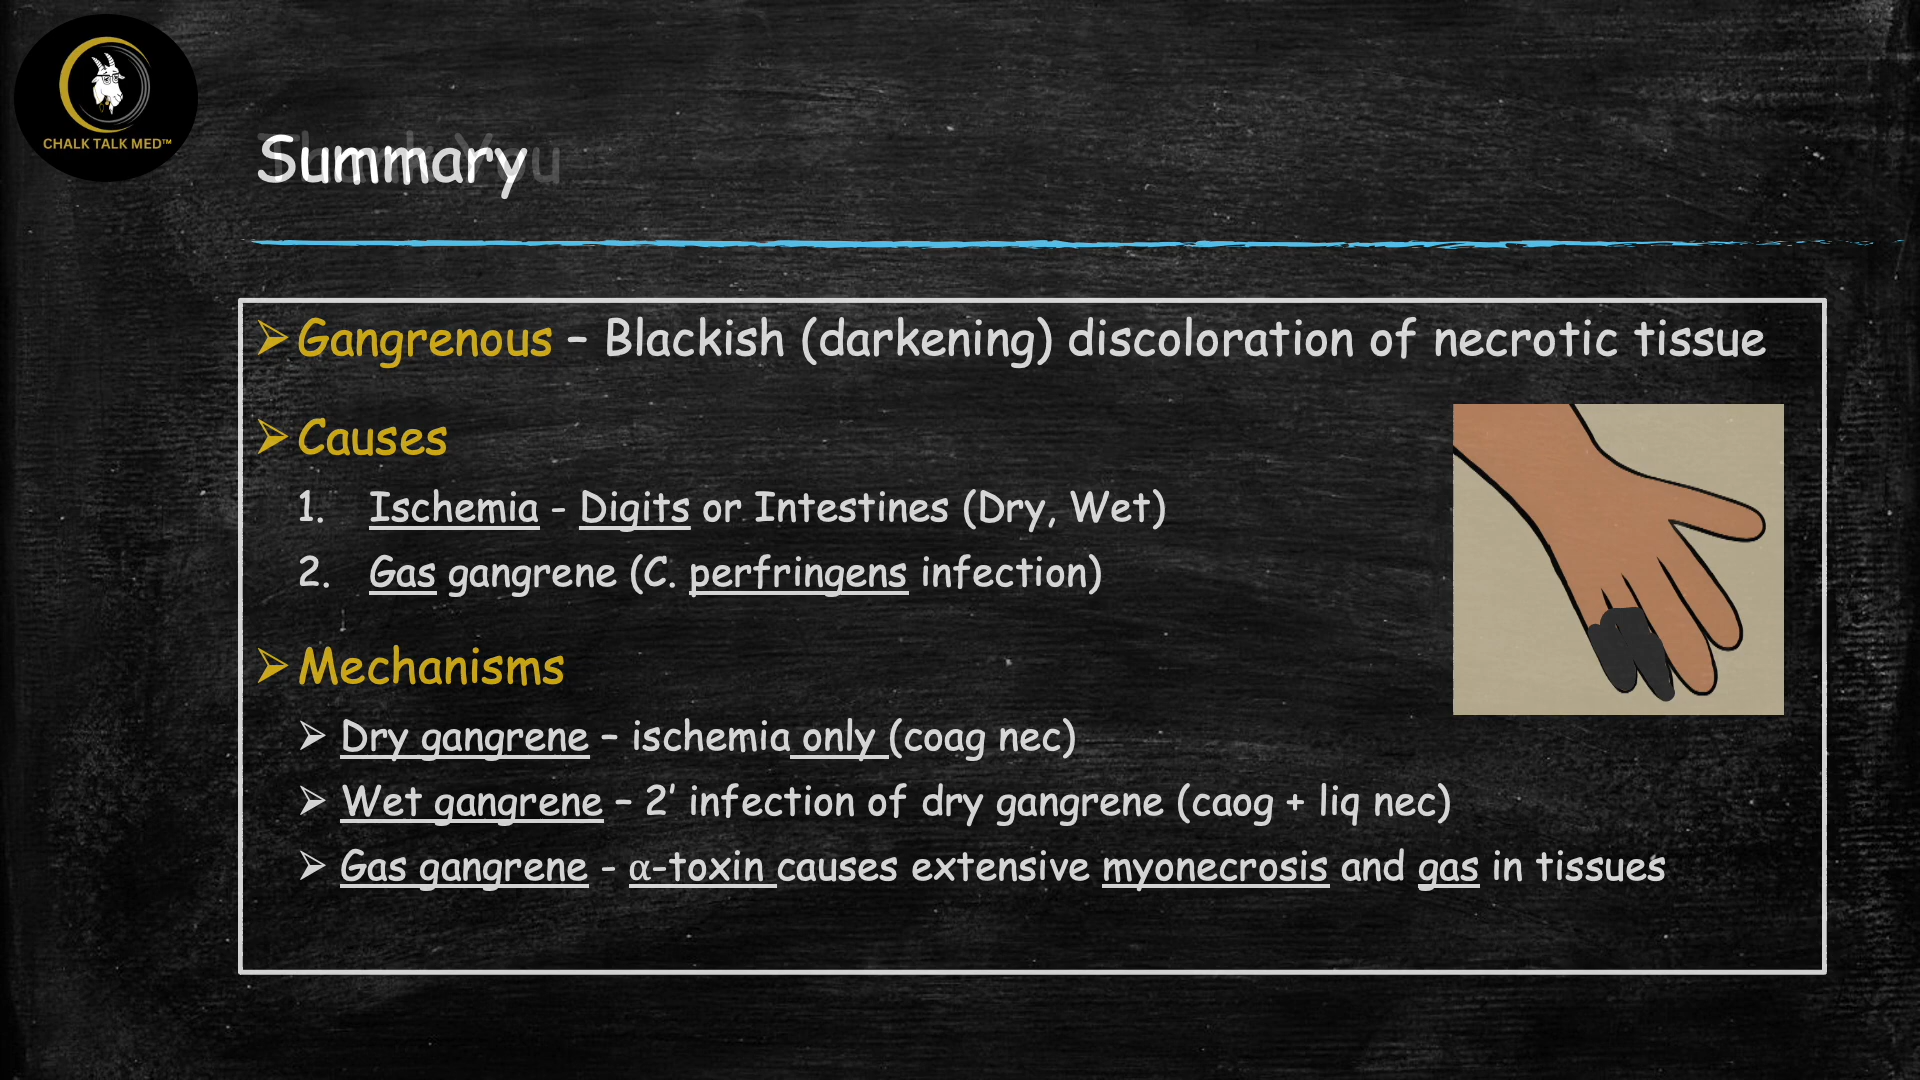 CHALK TALK MED™
Summary
Thank You
➢ Gangrenous – Blackish (darkening) discoloration of necrotic tissue
➢ Causes
1. Ischemia - Digits or Intestines (Dry, Wet)
2. Gas gangrene (C. perfringens infection)
➢ Mechanisms
➢ Dry gangrene – ischemia only (coag nec)
➢ Wet gangrene – 2’ infection of dry gangrene (caog + liq nec)
➢ Gas gangrene - α-toxin causes extensive myonecrosis and gas in tissues